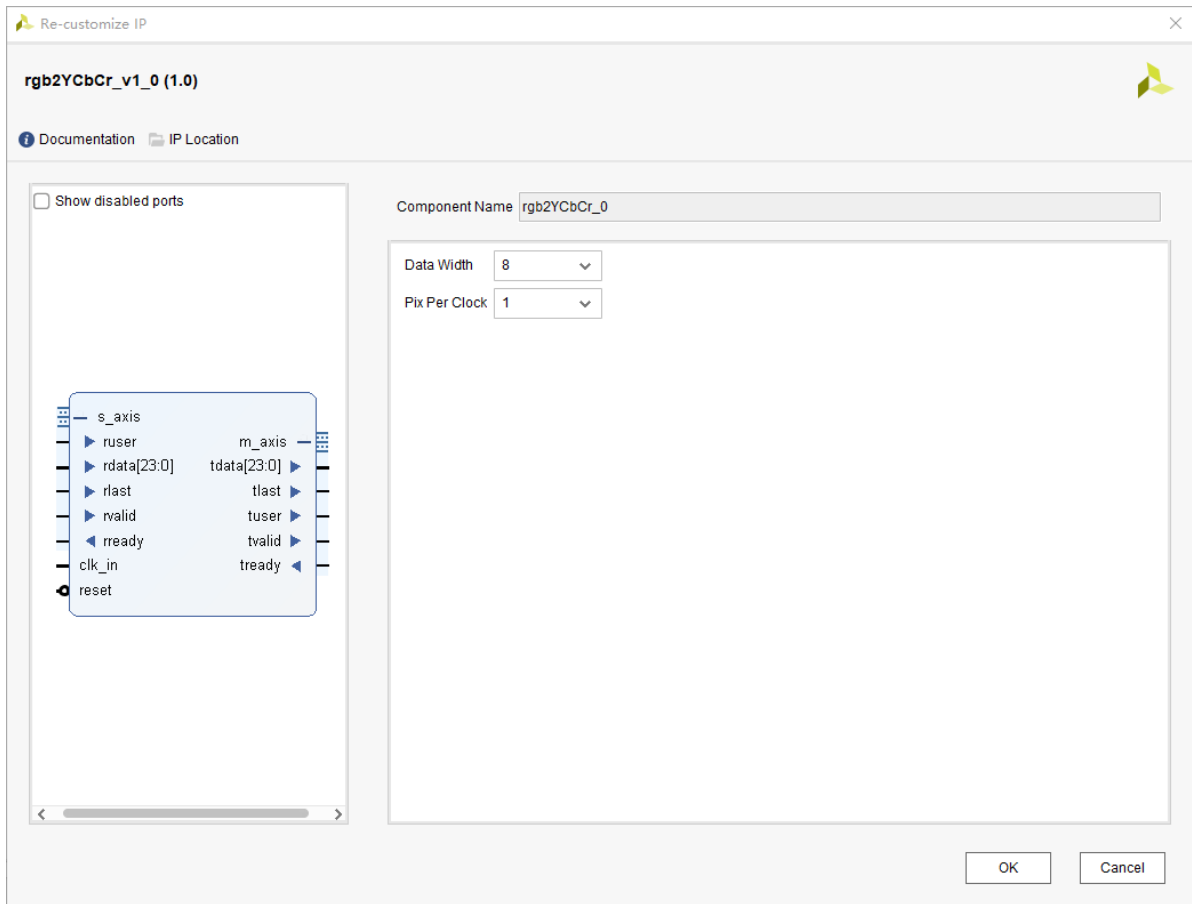 Re-customize IP
rgb2YCbCr_v1_0 (1.0)
Documentation IP Location
Show disabled ports
Component Name rgb2YCbCr_0
Data Width 8
Pix Per Clock 1
s_axis
ruser m_axis
rdata[23:0] tdata[23:0]
rlast tlast
rvalid tuser
rready tvalid
clk_in tready
reset
OK Cancel